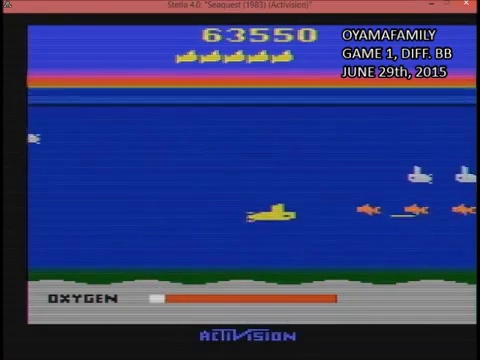 Stella 4.0: "Seaquest (1983) (Activision)"
63550
OYAMAFAMILY
GAME 1, DIFF. BB
JUNE 29th, 2015
OXYGEN
ACTIVISION